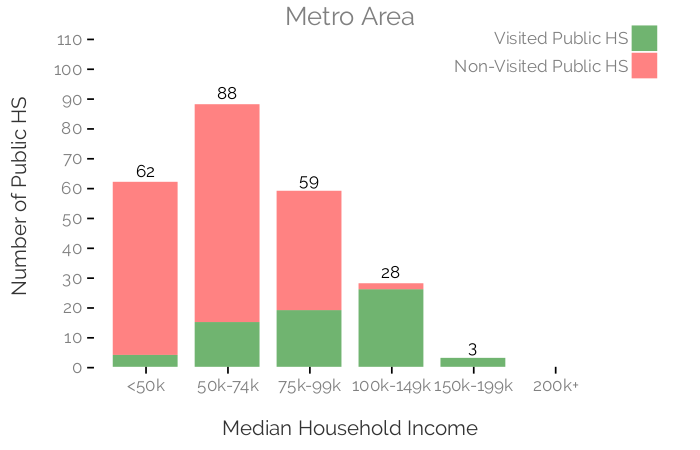 Metro Area
Visited Public HS
Non-Visited Public HS
Number of Public HS
110
100
90
80
70
60
50
40
30
20
10
0
62
88
59
28
3
<50k
50k-74k
75k-99k
100k-149k
150k-199k
200k+
Median Household Income